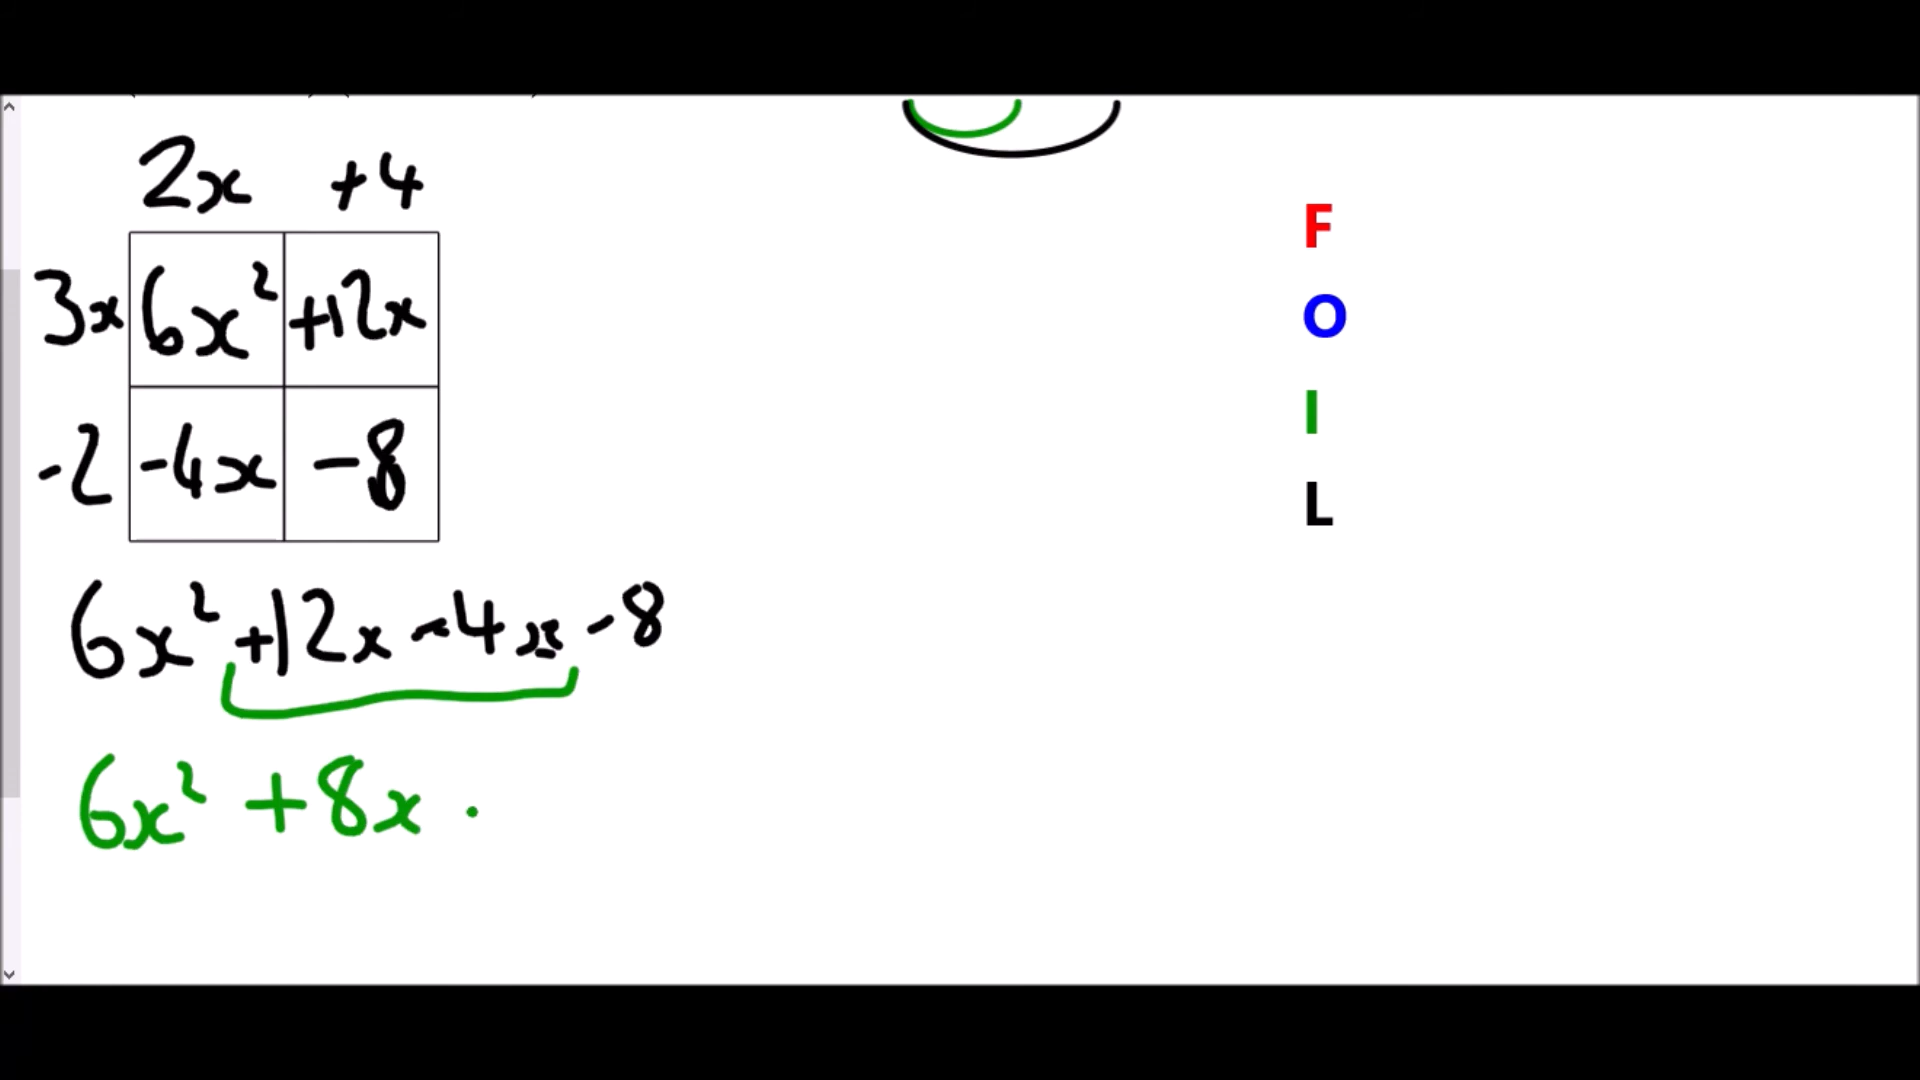 2x +4
3x 6x² +12x
-2 -4x -8
6x² +12x -4x -8
6x² +8x
F
O
I
L